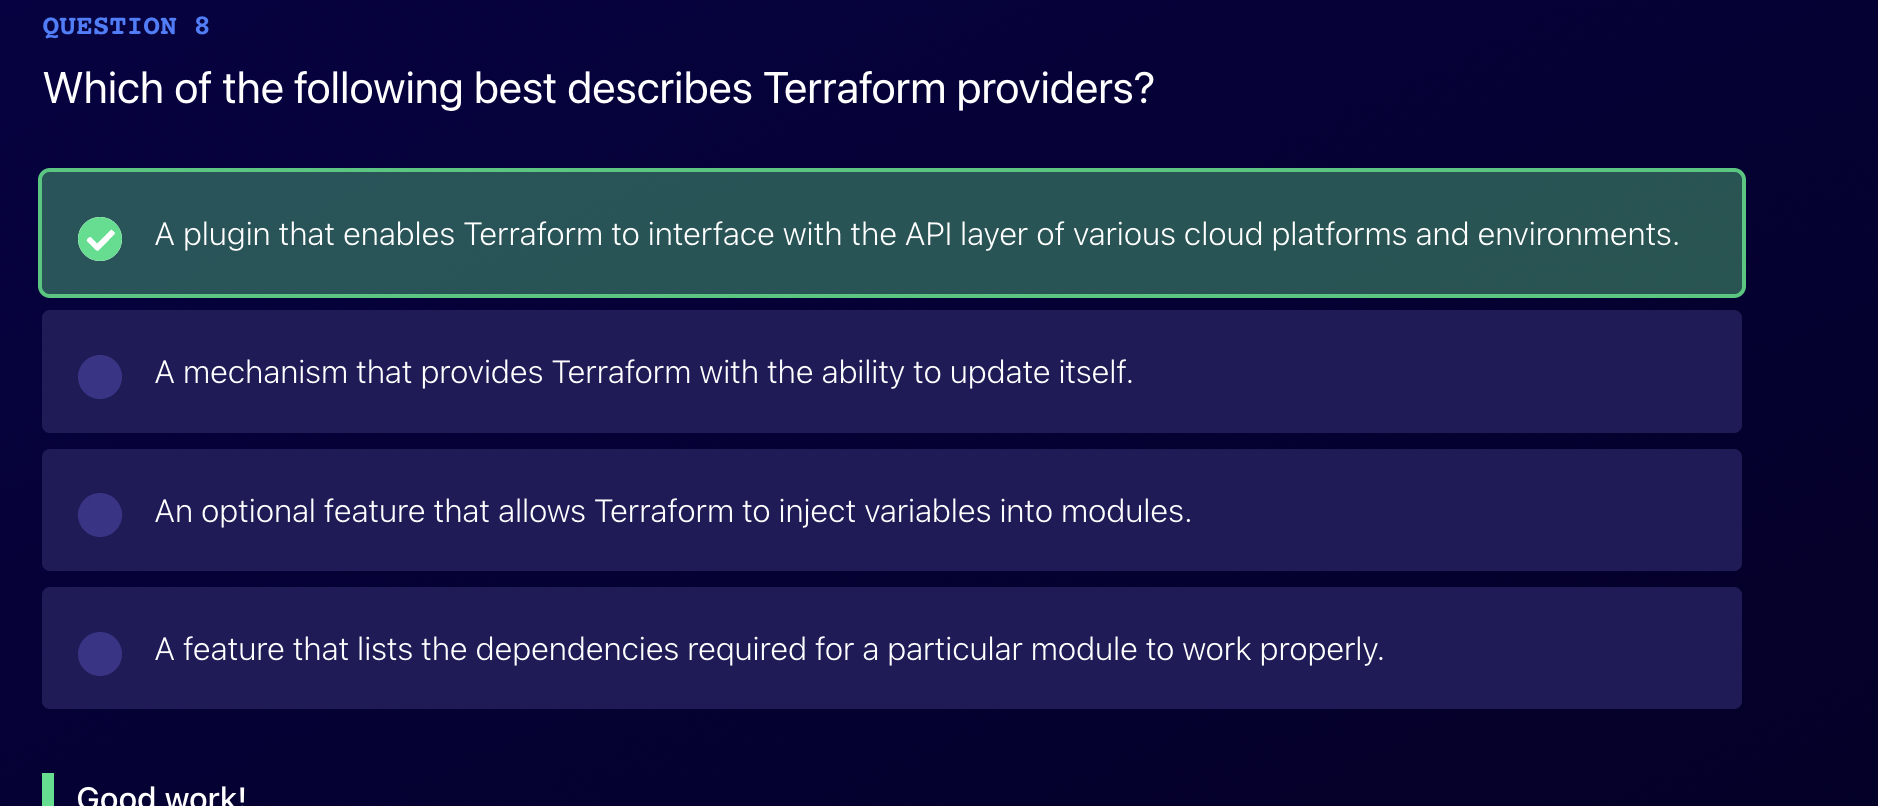 QUESTION 8
Which of the following best describes Terraform providers?
A plugin that enables Terraform to interface with the API layer of various cloud platforms and environments.
A mechanism that provides Terraform with the ability to update itself.
An optional feature that allows Terraform to inject variables into modules.
A feature that lists the dependencies required for a particular module to work properly.
Good work!